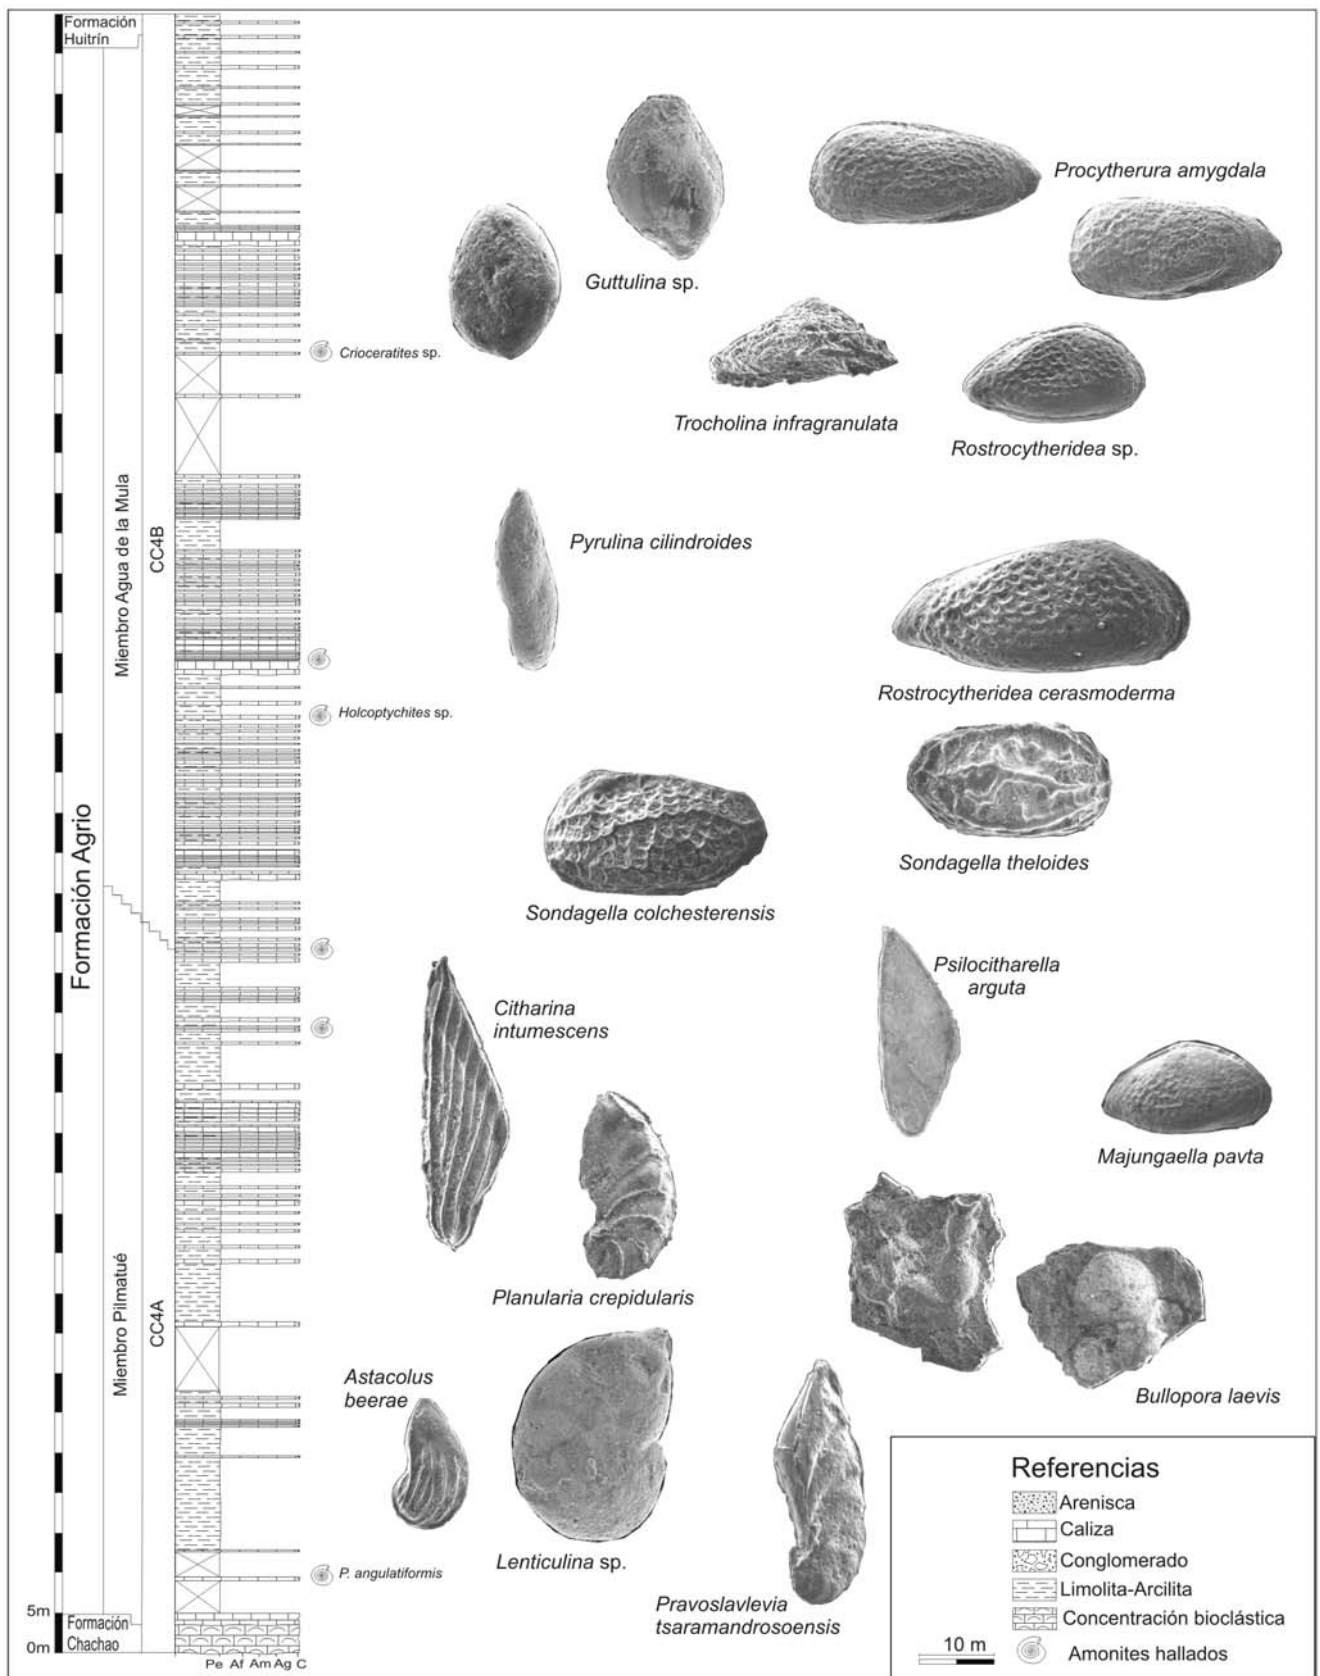 Formación
Huitrín
Guttulina sp.
Procytherura amygdala
Crioceratites sp.
Trocholina infragranulata
Rostrocytheridea sp.
Miembro Agua de la Mula
CC4B
Pyrulina cilindroides
Rostrocytheridea cerasmoderma
Holcoptychites sp.
Sondagella theloides
Sondagella colchesterensis
Formación Agrio
Psilocitharella
arguta
Citharina
intumescens
Majungaella pavta
Planularia crepidularis
Miembro Pilmatué
CC4A
Bullopora laevis
Astacolus
beerae
Lenticulina sp.
P. angulatiformis
Pravoslavlevia
tsaramandrosoensis
5m
Formación
Chachao
0m
Pe Af Am Ag C
Referencias
Arenisca
Caliza
Conglomerado
Limolita-Arcilita
Concentración bioclástica
Amonites hallados
10 m